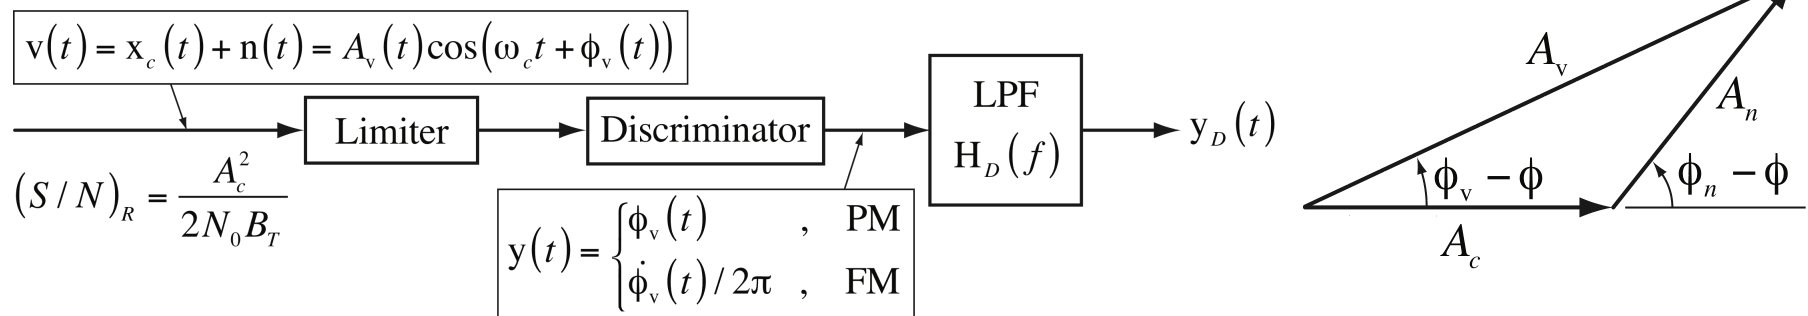 v(t) = x_c(t) + n(t) = A_v(t)cos(ω_c t + ϕ_v(t))
Limiter
Discriminator
LPF
H_D(f)
y_D(t)
(S / N)_R = A_c^2 / 2N_0B_T
y(t) = { ϕ_v(t) , PM
ϕ̇_v(t) / 2π , FM
A_v
A_n
ϕ_v − ϕ
ϕ_n − ϕ
A_c